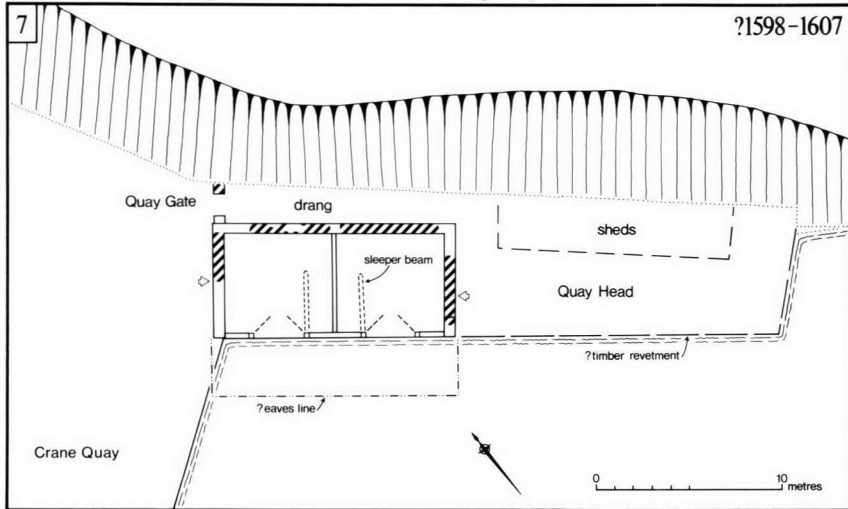 7
?1598-1607
Quay Gate
drang
sheds
sleeper beam
Quay Head
?timber revetment
?eaves line
Crane Quay
0 10
metres